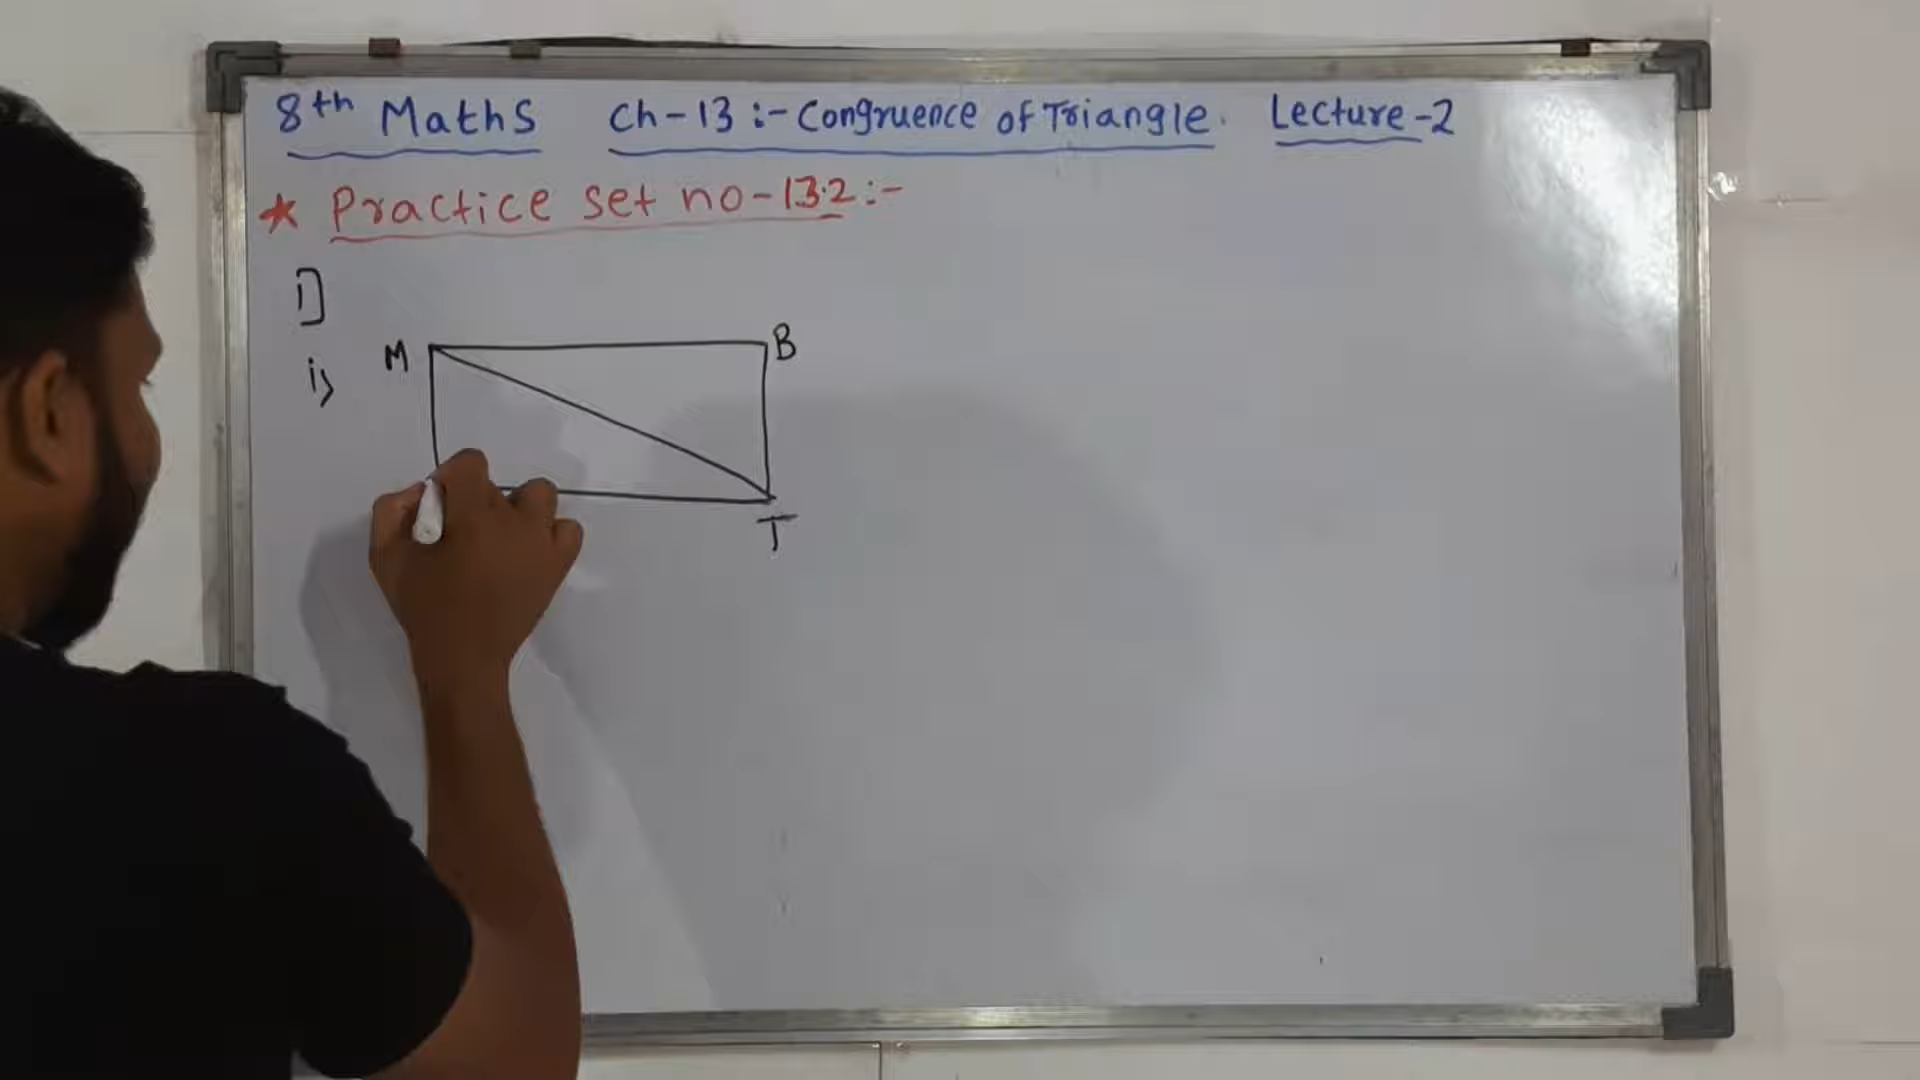 8th Maths Ch-13:- Congruence of Triangle. Lecture-2
* Practice set no-13.2:-
1]
i)
M
B
T